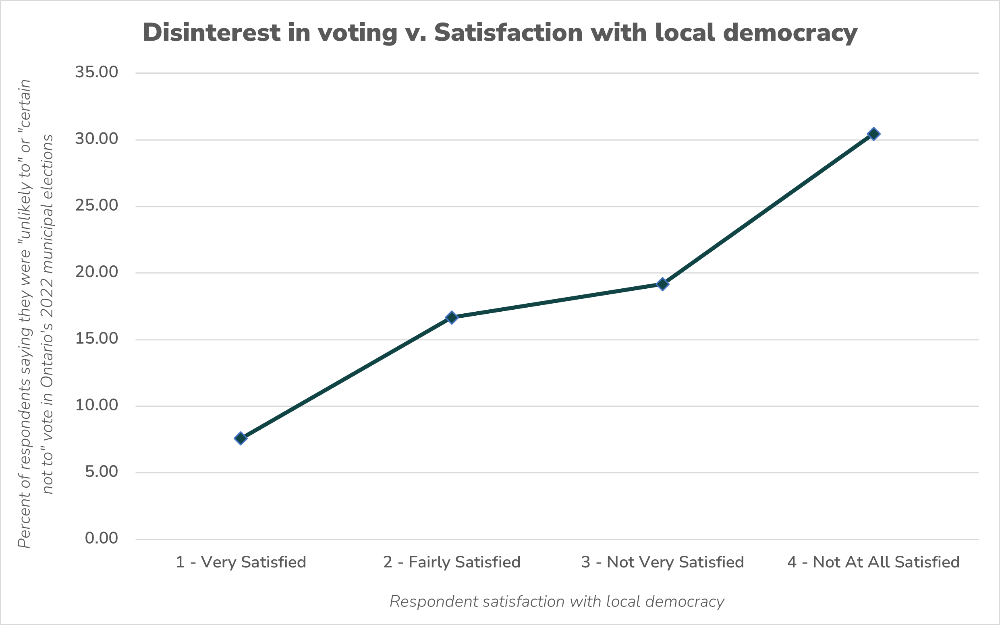 Disinterest in voting v. Satisfaction with local democracy
Percent of respondents saying they were "unlikely to" or "certain
not to" vote in Ontario's 2022 municipal elections
35.00
30.00
25.00
20.00
15.00
10.00
5.00
0.00
1 - Very Satisfied
2 - Fairly Satisfied
3 - Not Very Satisfied
4 - Not At All Satisfied
Respondent satisfaction with local democracy